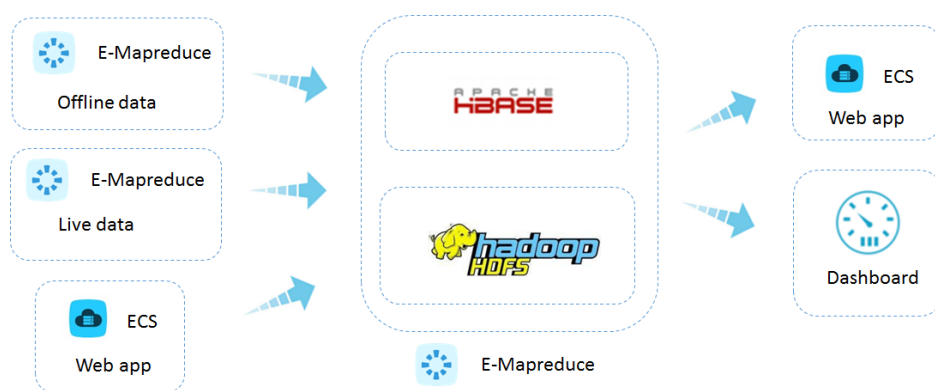 E-Mapreduce
Offline data
E-Mapreduce
Live data
ECS
Web app
APACHE
HBASE
hadoop
HDFS
E-Mapreduce
ECS
Web app
Dashboard